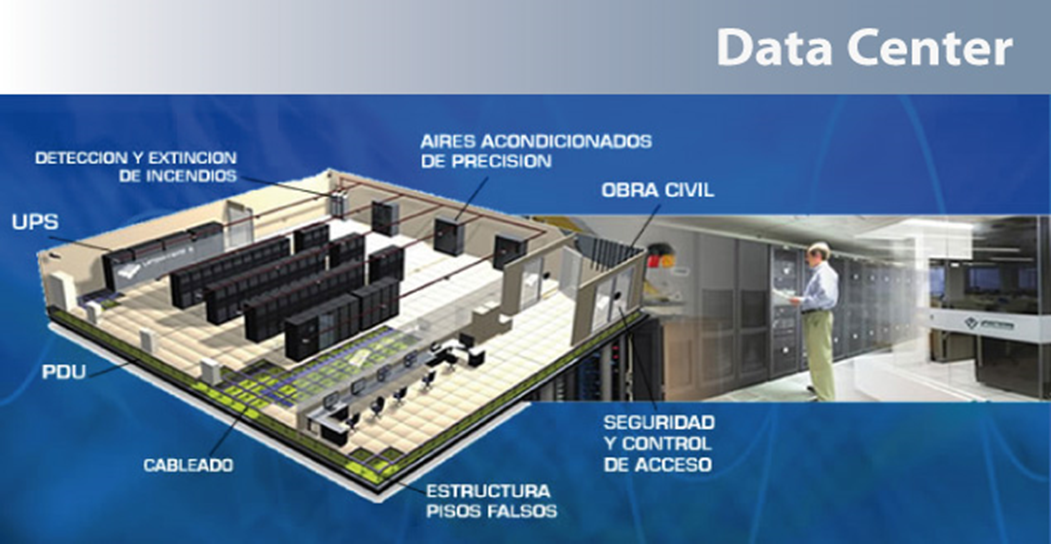 Data Center
DETECCION Y EXTINCION
DE INCENDIOS
AIRES ACONDICIONADOS
DE PRECISION
OBRA CIVIL
UPS
PDU
CABLEADO
SEGURIDAD
Y CONTROL
DE ACCESO
ESTRUCTURA
PISOS FALSOS